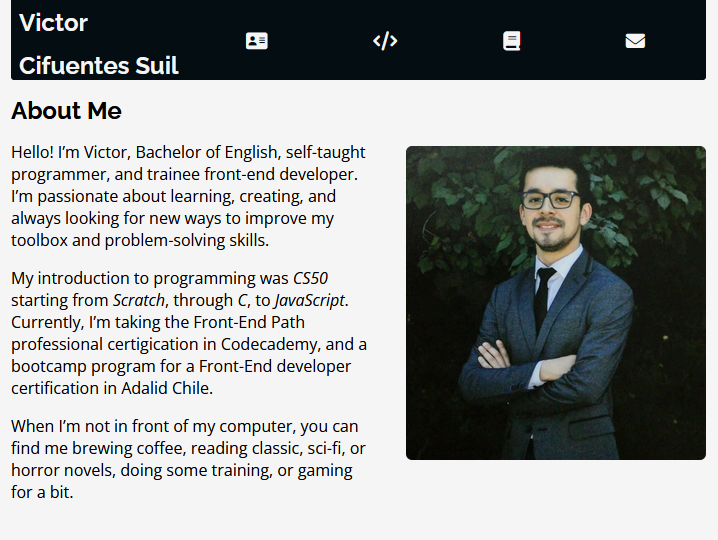 Victor
Cifuentes Suil
About Me
Hello! I’m Victor, Bachelor of English, self-taught
programmer, and trainee front-end developer.
I’m passionate about learning, creating, and
always looking for new ways to improve my
toolbox and problem-solving skills.
My introduction to programming was CS50
starting from Scratch, through C, to JavaScript.
Currently, I’m taking the Front-End Path
professional certigication in Codecademy, and a
bootcamp program for a Front-End developer
certification in Adalid Chile.
When I’m not in front of my computer, you can
find me brewing coffee, reading classic, sci-fi, or
horror novels, doing some training, or gaming
for a bit.